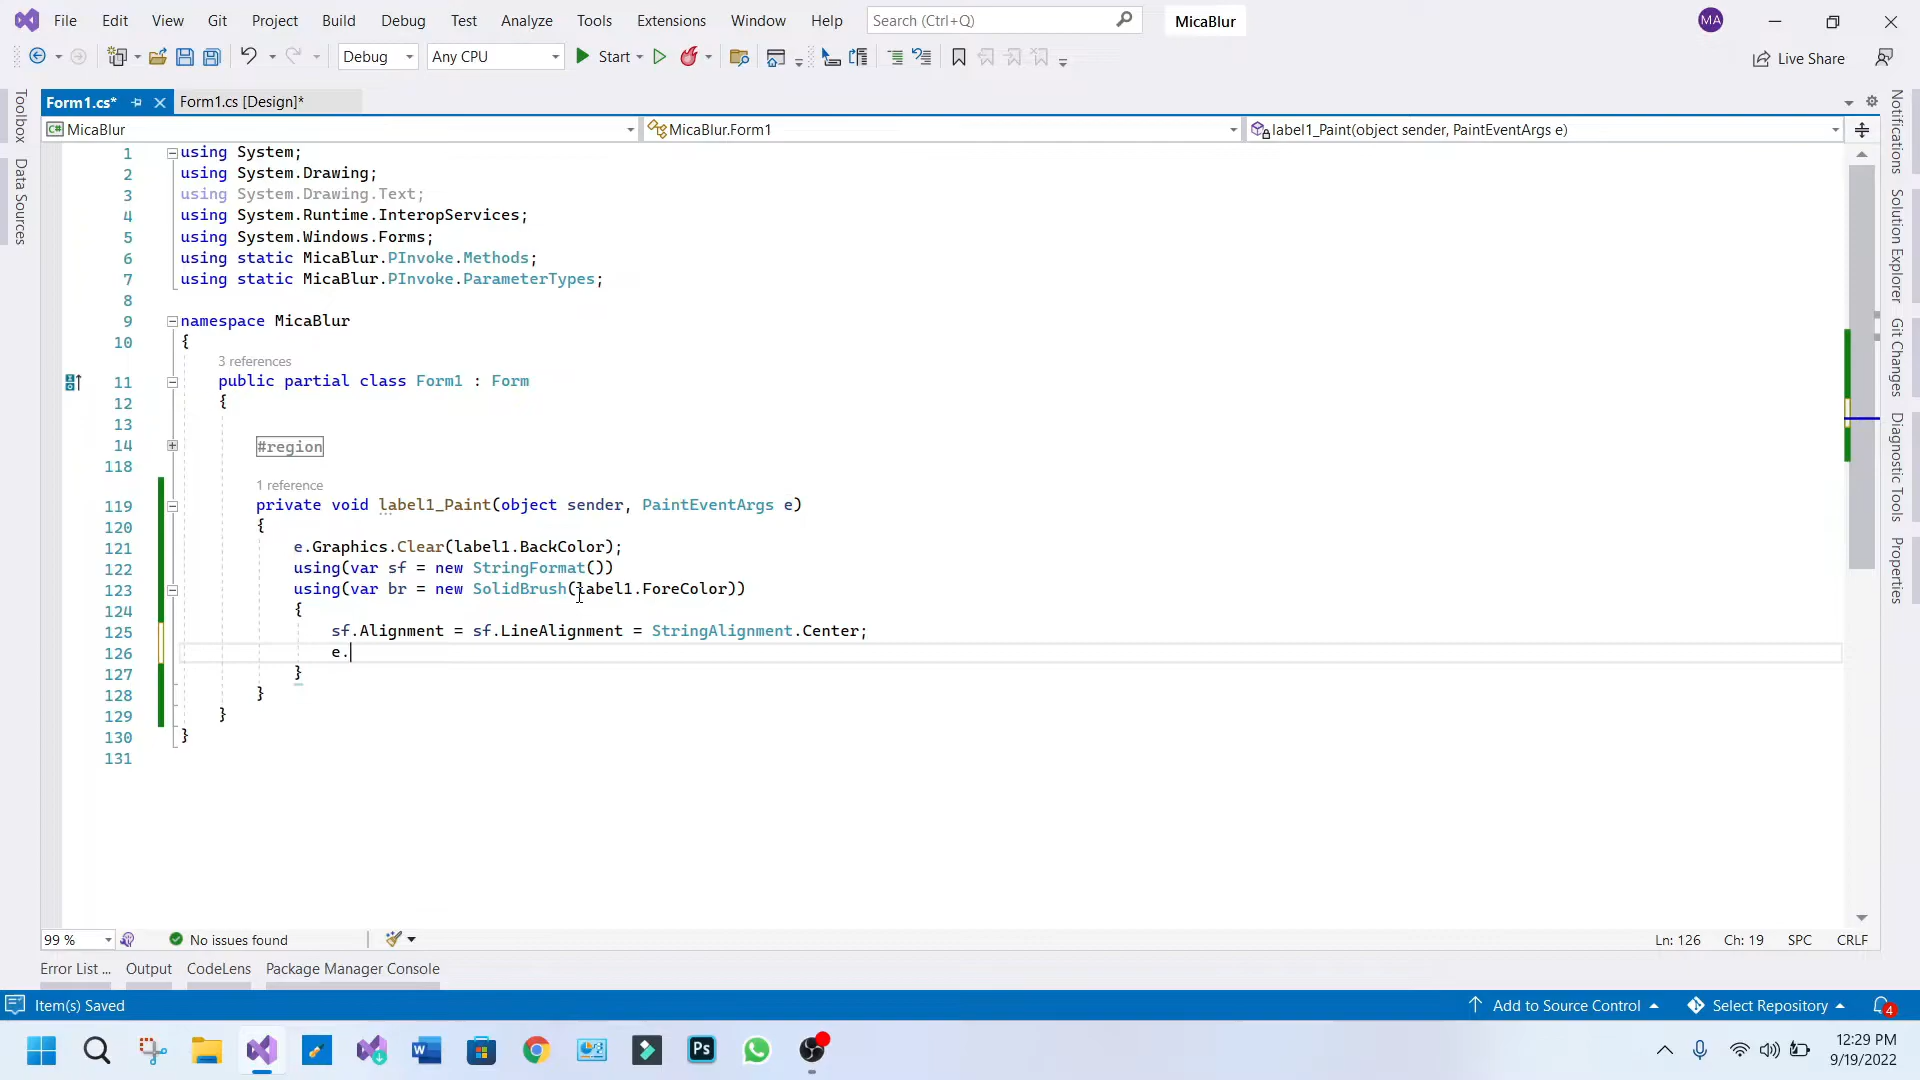 File Edit View Git Project Build Debug Test Analyze Tools Extensions Window Help Search (Ctrl+Q) MicaBlur MA
Debug Any CPU Start Live Share
Form1.cs* Form1.cs [Design]*
C# MicaBlur MicaBlur.Form1 label1_Paint(object sender, PaintEventArgs e)
Toolbox
Data Sources
1 using System;
2 using System.Drawing;
3 using System.Drawing.Text;
4 using System.Runtime.InteropServices;
5 using System.Windows.Forms;
6 using static MicaBlur.PInvoke.Methods;
7 using static MicaBlur.PInvoke.ParameterTypes;
8
9 namespace MicaBlur
10 {
3 references
11 public partial class Form1 : Form
12 {
13
14 #region
118
1 reference
119 private void label1_Paint(object sender, PaintEventArgs e)
120 {
121 e.Graphics.Clear(label1.BackColor);
122 using(var sf = new StringFormat())
123 using(var br = new SolidBrush(label1.ForeColor))
124 {
125 sf.Alignment = sf.LineAlignment = StringAlignment.Center;
126 e.
127 }
128 }
129 }
130 }
131
Notifications
Solution Explorer
Git Changes
Diagnostic Tools
Properties
99 % No issues found Ln: 126 Ch: 19 SPC CRLF
Error List ... Output CodeLens Package Manager Console
Item(s) Saved Add to Source Control Select Repository 4
W Ps 12:29 PM
9/19/2022